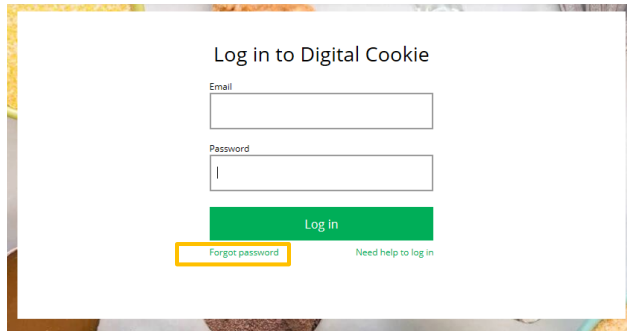 Log in to Digital Cookie
Email
Password
Log in
Forgot password Need help to log in